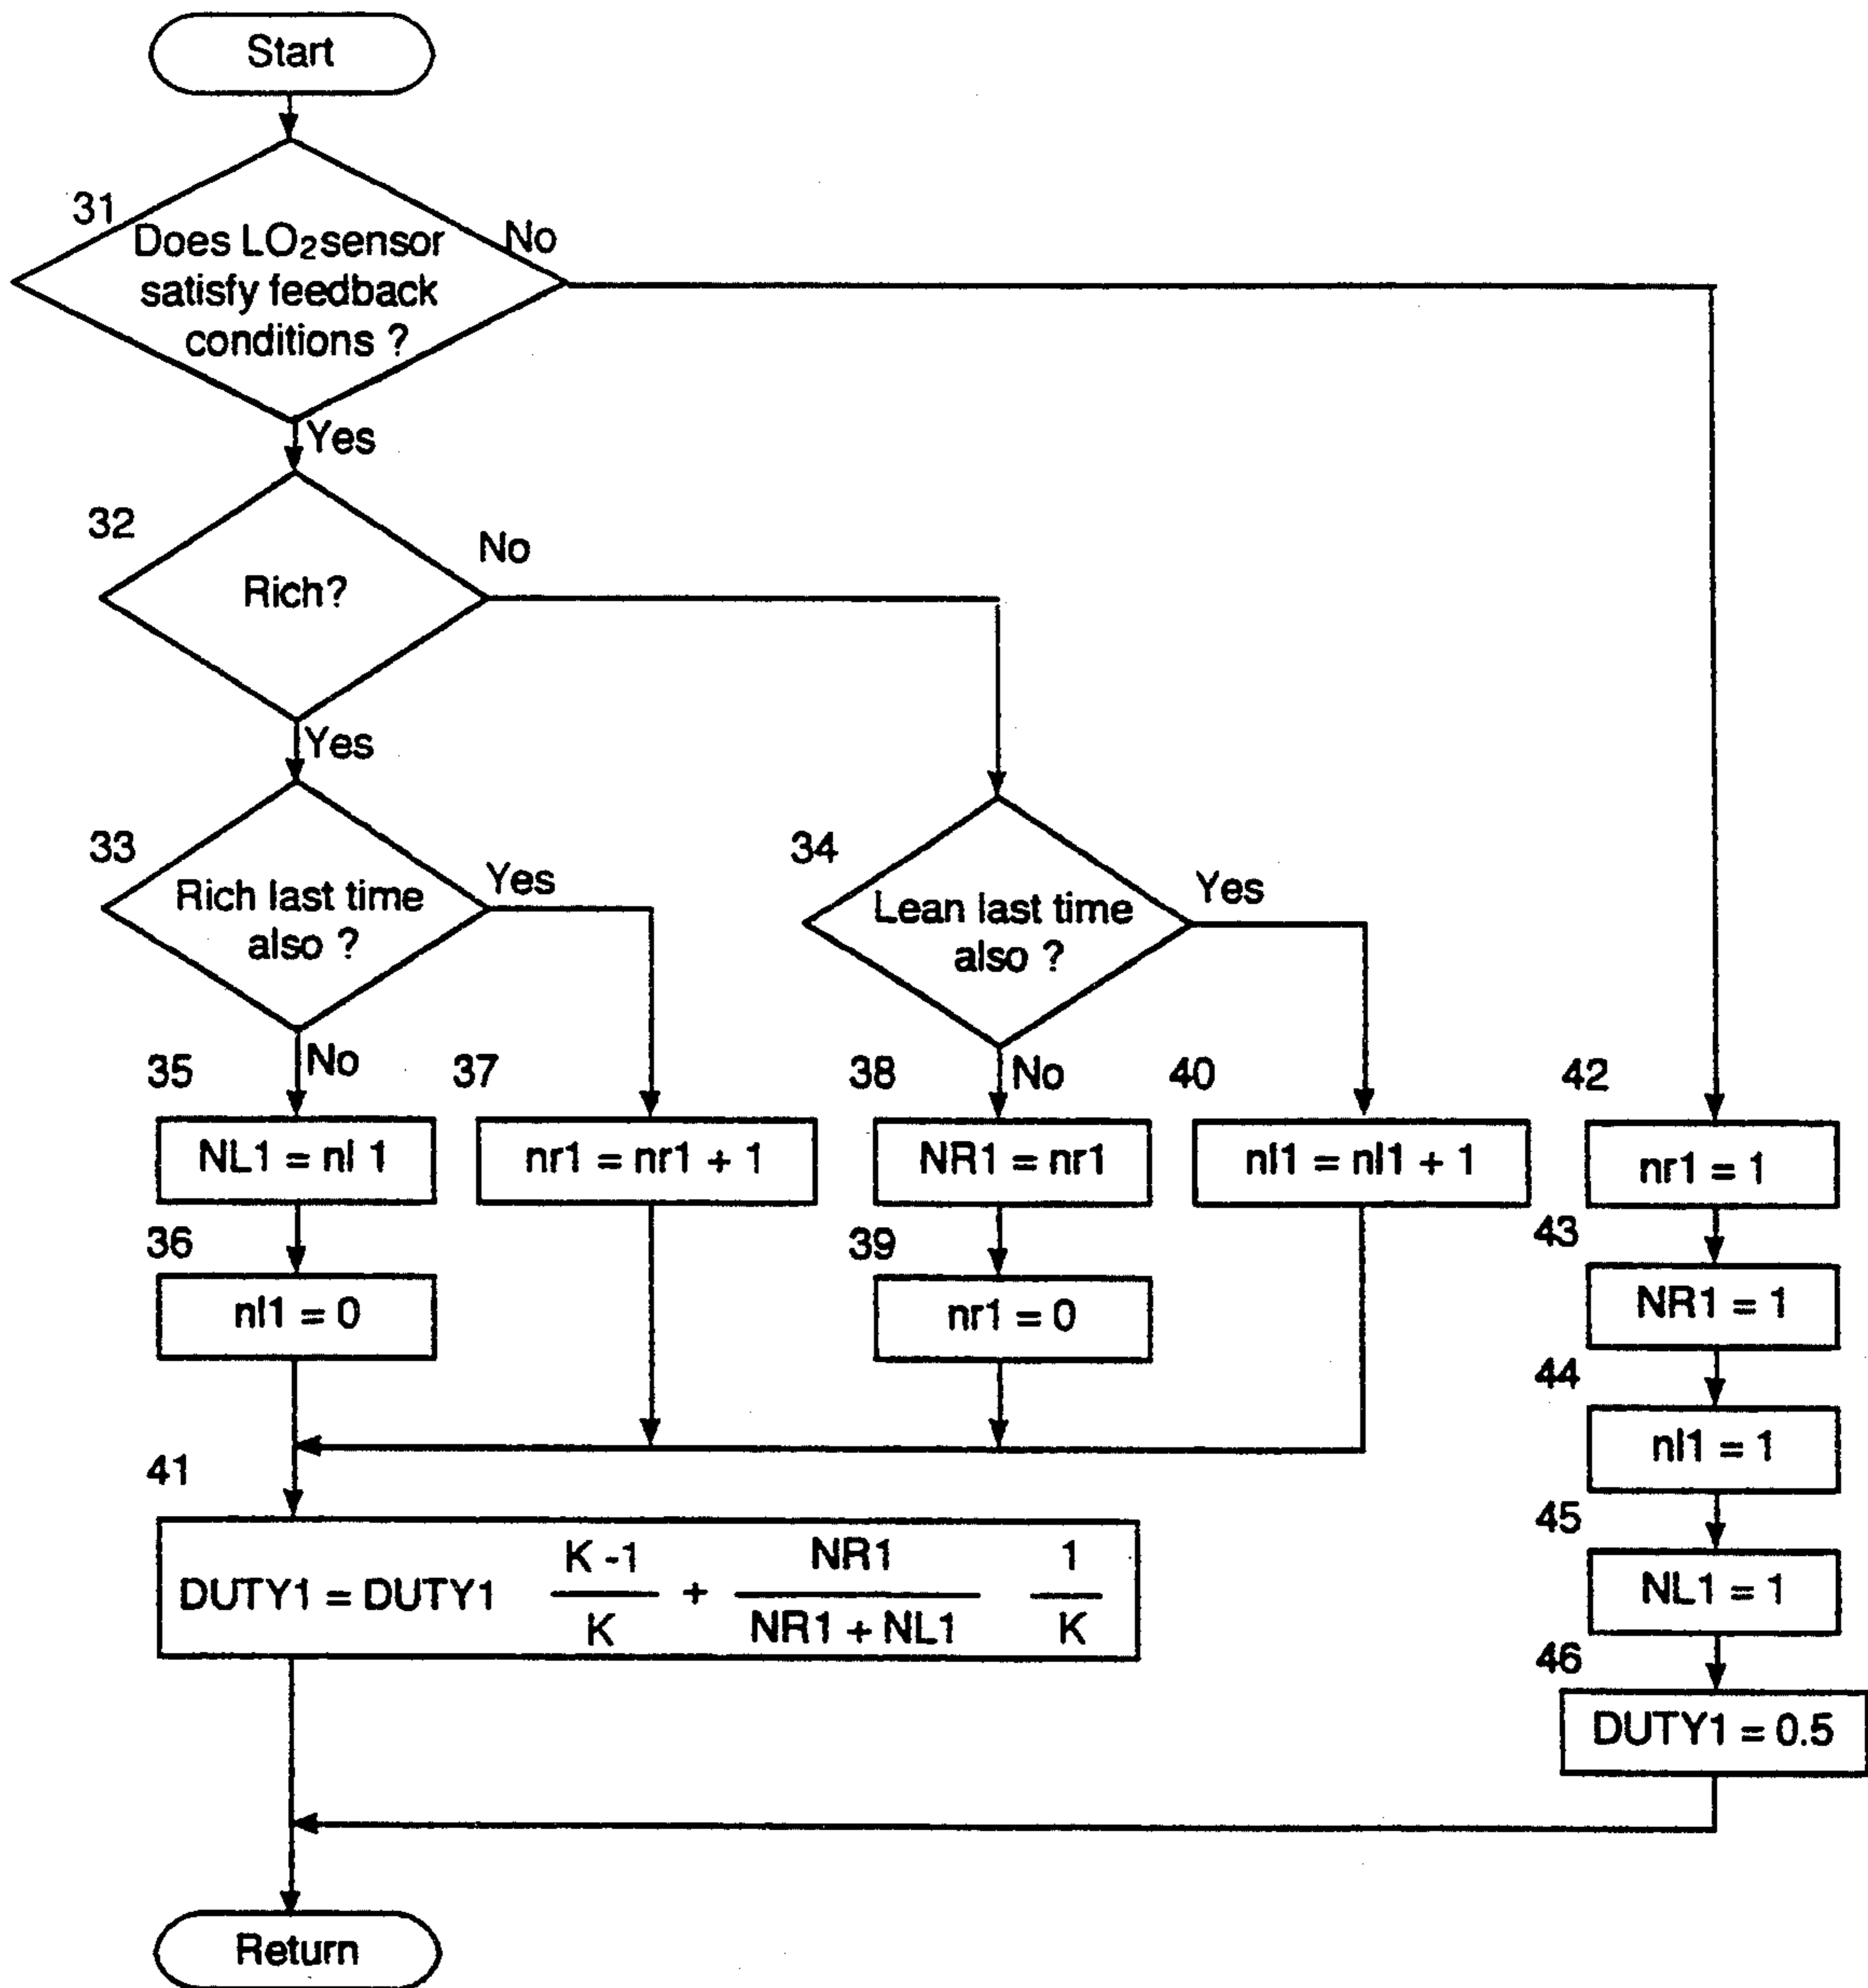 Start
31
Does LO₂ sensor
satisfy feedback
conditions ?
No
Yes
32
Rich?
No
Yes
33
Rich last time
also ?
Yes
No
34
Lean last time
also ?
Yes
No
35
NL1 = nl 1
36
nl1 = 0
37
nr1 = nr1 + 1
38
NR1 = nr1
39
nr1 = 0
40
nl1 = nl1 + 1
41
DUTY1 = DUTY1 K -1 / K + NR1 / NR1 + NL1 1 / K
42
nr1 = 1
43
NR1 = 1
44
nl1 = 1
45
NL1 = 1
46
DUTY1 = 0.5
Return